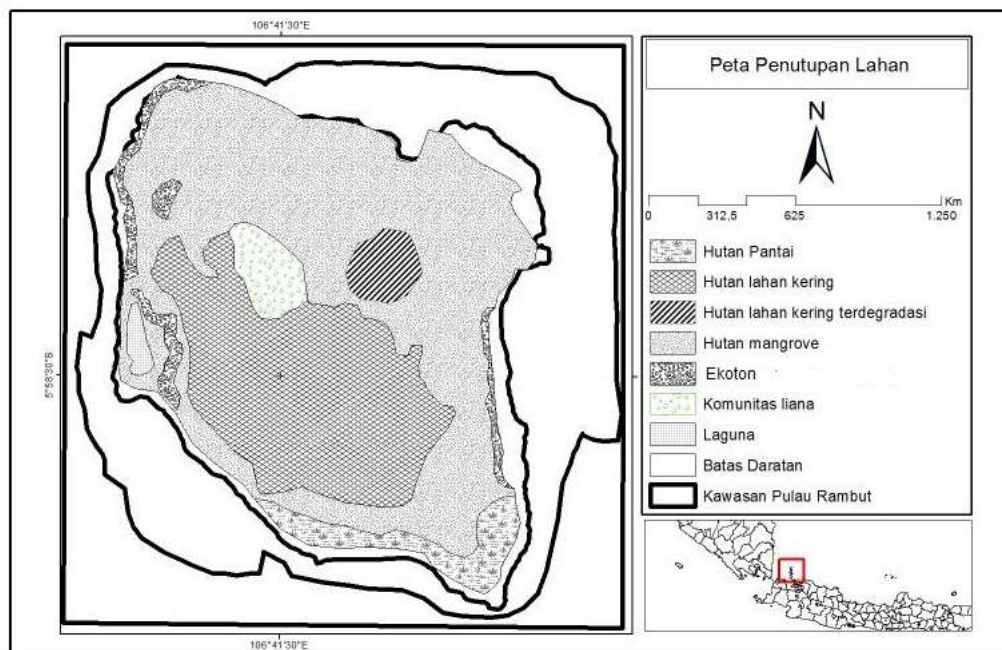 106°41'30"E
5°58'30"S
106°41'30"E
Peta Penutupan Lahan
N
Km
0 312,5 625 1.250
Hutan Pantai
Hutan lahan kering
Hutan lahan kering terdegradasi
Hutan mangrove
Ekoton
Komunitas liana
Laguna
Batas Daratan
Kawasan Pulau Rambut